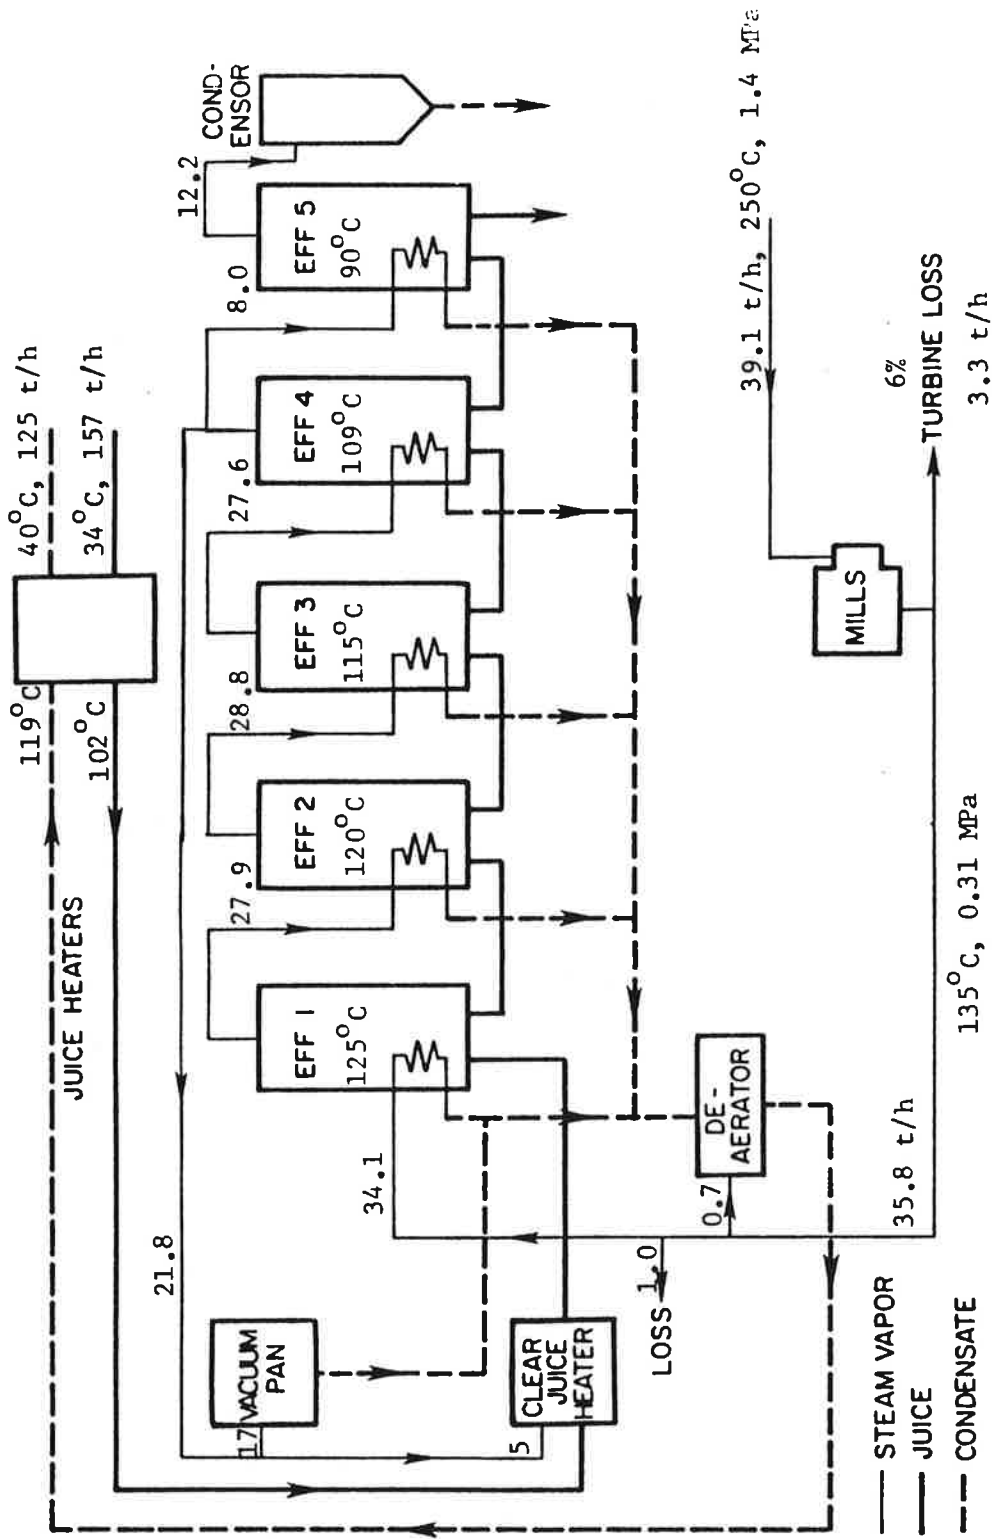 119°C
40°C, 125 t/h
JUICE HEATERS
102°C
34°C, 157 t/h
21.8
27.9
28.8
27.6
8.0
12.2
COND-
ENSOR
17
VACUUM
PAN
EFF 1
125°C
EFF 2
120°C
EFF 3
115°C
EFF 4
109°C
EFF 5
90°C
34.1
5
CLEAR
JUICE
HEATER
LOSS
1.0
0.7
DE-
AERATOR
39.1 t/h, 250°C, 1.4 MPa
MILLS
6%
TURBINE LOSS
3.3 t/h
35.8 t/h
135°C, 0.31 MPa
STEAM VAPOR
JUICE
CONDENSATE